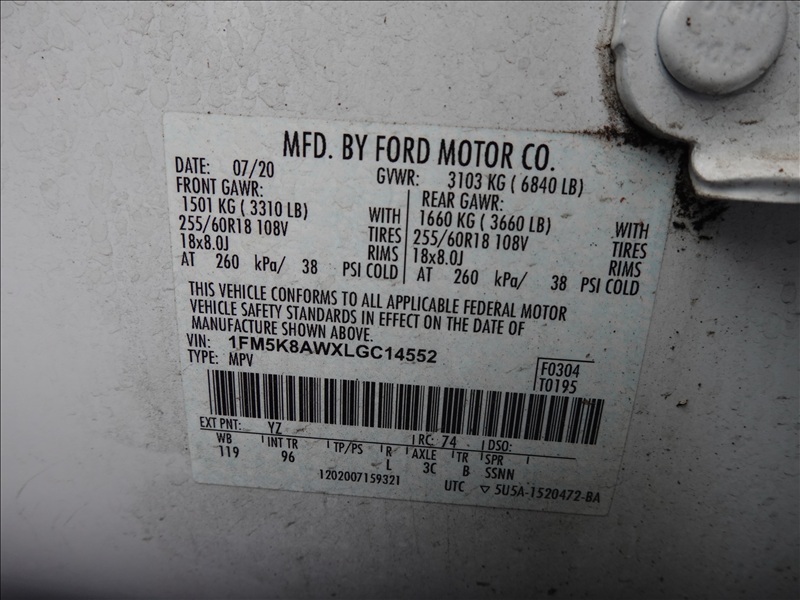 MFD. BY FORD MOTOR CO.
DATE: 07/20 GVWR: 3103 KG ( 6840 LB)
FRONT GAWR: REAR GAWR:
1501 KG ( 3310 LB) WITH 1660 KG ( 3660 LB) WITH
255/60R18 108V TIRES 255/60R18 108V TIRES
18x8.0J RIMS 18x8.0J RIMS
AT 260 kPa/ 38 PSI COLD AT 260 kPa/ 38 PSI COLD
THIS VEHICLE CONFORMS TO ALL APPLICABLE FEDERAL MOTOR
VEHICLE SAFETY STANDARDS IN EFFECT ON THE DATE OF
MANUFACTURE SHOWN ABOVE.
VIN: 1FM5K8AWXLGC14552
TYPE: MPV
F0304
T0195
EXT PNT: YZ RC: 74 DSO:
WB INT TR TP/PS R AXLE TR SPR
119 96 L 3C B SSNN
1202007159321
UTC ▽ 5U5A-1520472-BA